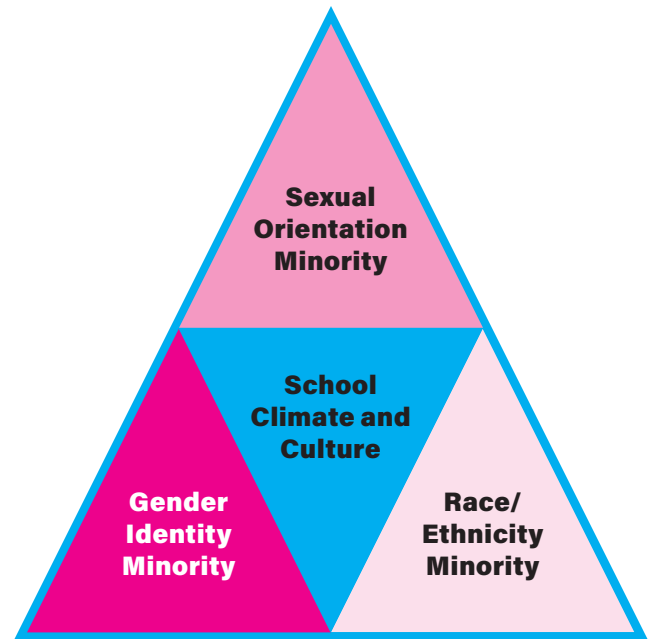 Sexual
Orientation
Minority
School
Climate and
Culture
Gender
Identity
Minority
Race/
Ethnicity
Minority